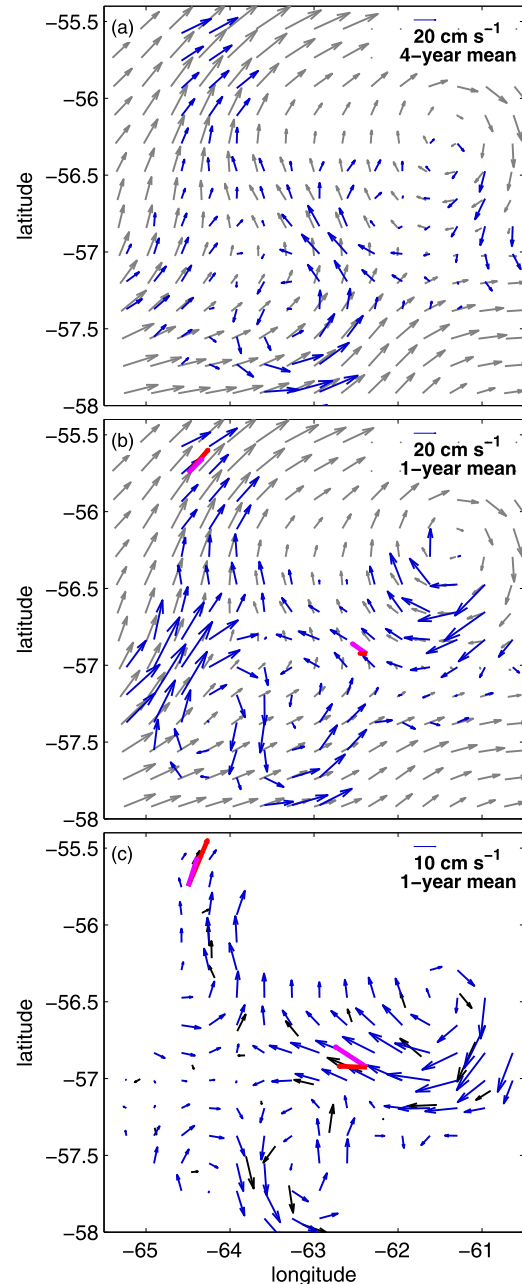 (a)
20 cm s⁻¹
4−year mean
−55.5
−56
−56.5
−57
−57.5
−58
latitude
(b)
20 cm s⁻¹
1−year mean
−55.5
−56
−56.5
−57
−57.5
−58
latitude
(c)
10 cm s⁻¹
1−year mean
−55.5
−56
−56.5
−57
−57.5
−58
latitude
−65 −64 −63 −62 −61
longitude